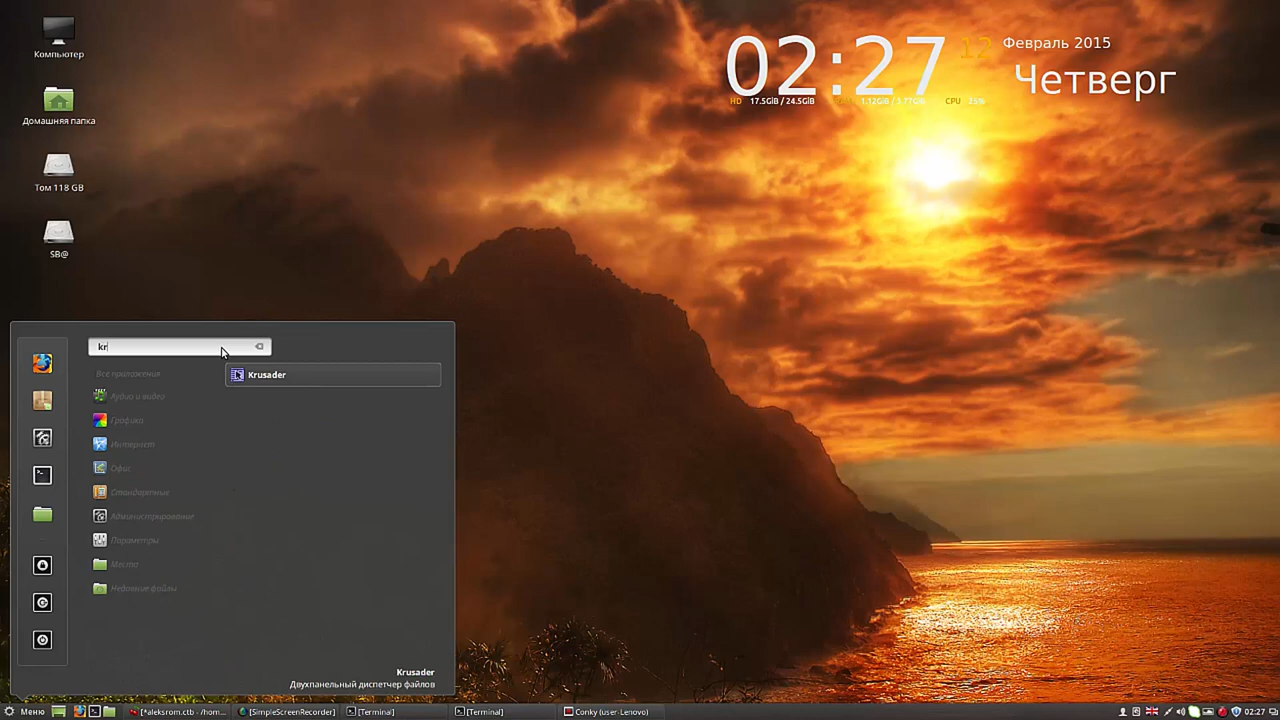 Компьютер
Домашняя папка
Том 118 GB
SB@
02:27
12
Февраль 2015
Четверг
HD 17.5GiB / 24.5GiB
1.12GiB / 3.77GiB
CPU
kr
Krusader
Все приложения
Аудио и видео
Графика
Интернет
Офис
Стандартные
Администрирование
Параметры
Места
Недавние файлы
Krusader
Двухпанельный диспетчер файлов
Меню
[*aleksrom.ctb - /hom...
[SimpleScreenRecorder]
[Terminal]
[Terminal]
Conky (user-Lenovo)
02:27